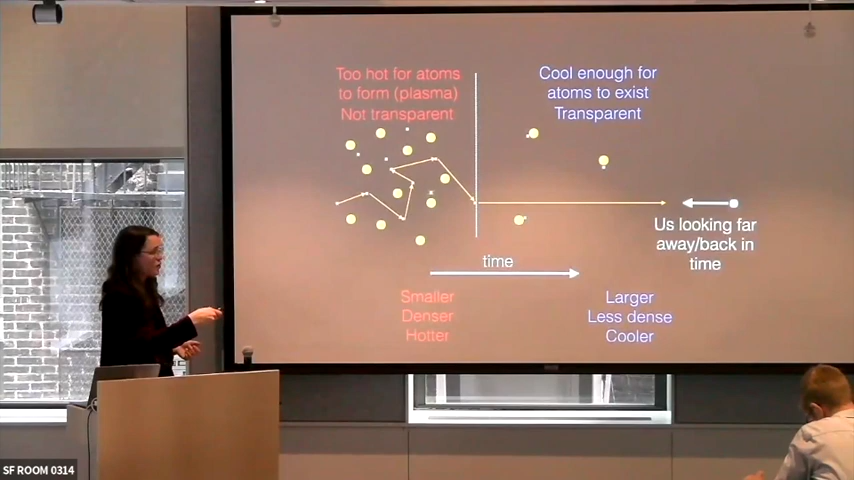 Too hot for atoms
to form (plasma)
Not transparent
Cool enough for
atoms to exist
Transparent
Us looking far
away/back in
time
time
Smaller
Denser
Hotter
Larger
Less dense
Cooler
SF ROOM 0314